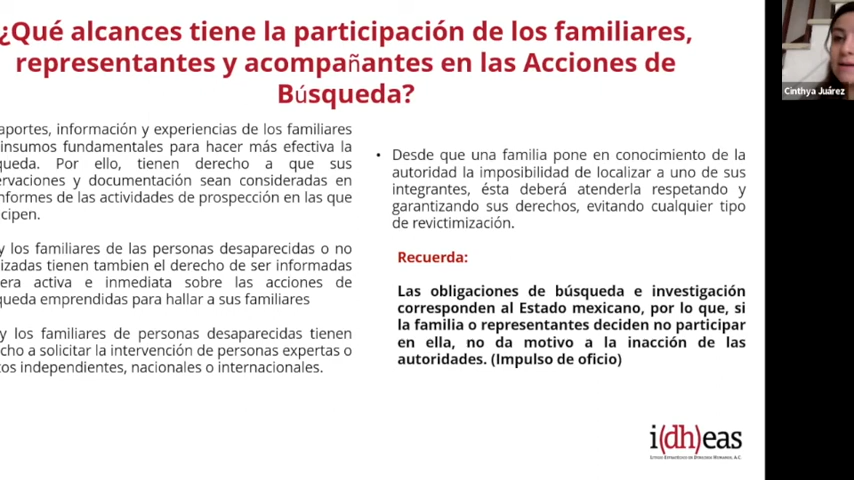 ¿Qué alcances tiene la participación de los familiares,
representantes y acompañantes en las Acciones de
Búsqueda?
aportes, información y experiencias de los familiares
insumos fundamentales para hacer más efectiva la
queda. Por ello, tienen derecho a que sus
ervaciones y documentación sean consideradas en
nformes de las actividades de prospección en las que
cipen.
y los familiares de las personas desaparecidas o no
izadas tienen tambien el derecho de ser informadas
era activa e inmediata sobre las acciones de
queda emprendidas para hallar a sus familiares
y los familiares de personas desaparecidas tienen
cho a solicitar la intervención de personas expertas o
tos independientes, nacionales o internacionales.
• Desde que una familia pone en conocimiento de la
autoridad la imposibilidad de localizar a uno de sus
integrantes, ésta deberá atenderla respetando y
garantizando sus derechos, evitando cualquier tipo
de revictimización.
Recuerda:
Las obligaciones de búsqueda e investigación
corresponden al Estado mexicano, por lo que, si
la familia o representantes deciden no participar
en ella, no da motivo a la inacción de las
autoridades. (Impulso de oficio)
i(dh)eas
Litigio Estratégico en Derechos Humanos, A.C.
Cinthya Juárez